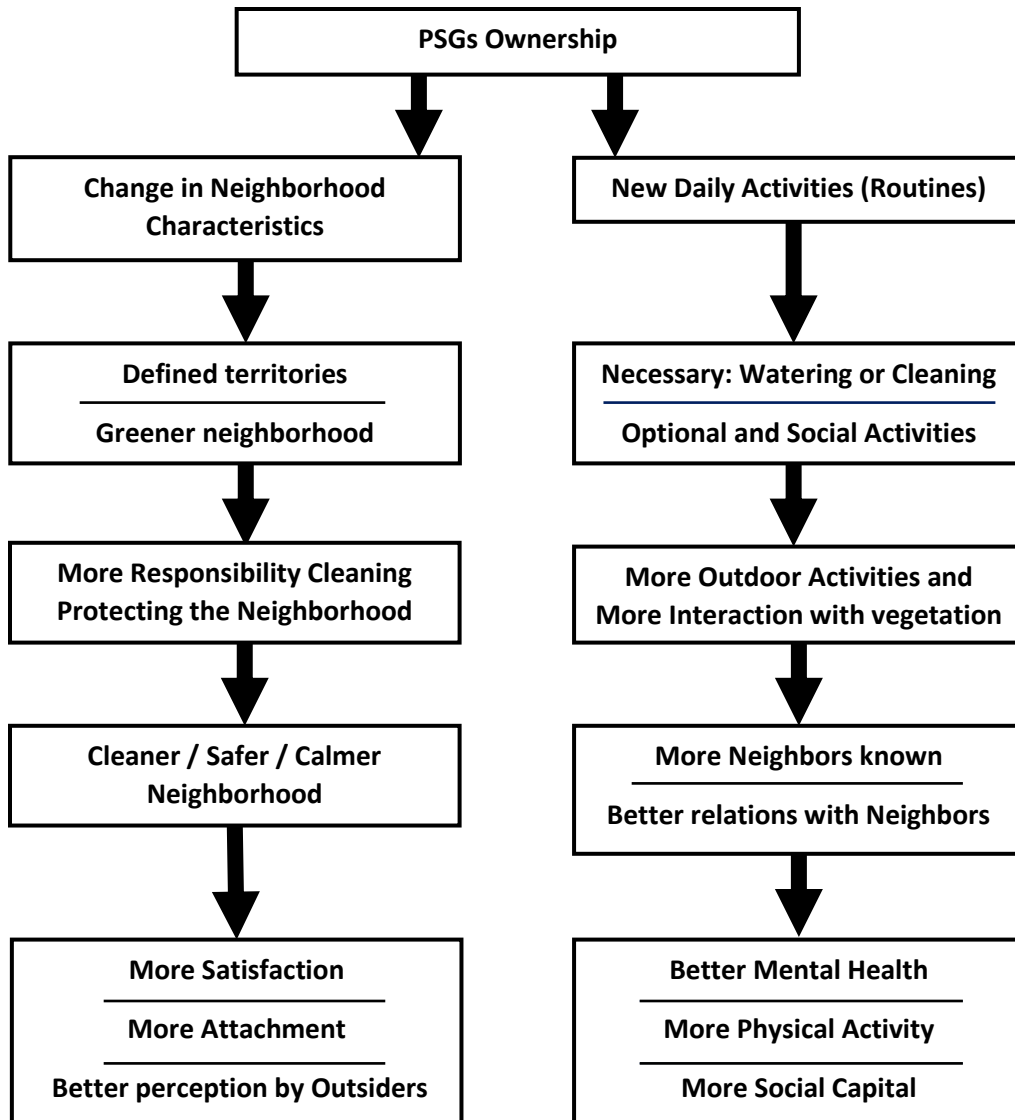 PSGs Ownership
Change in Neighborhood
Characteristics
Defined territories
Greener neighborhood
More Responsibility Cleaning
Protecting the Neighborhood
Cleaner / Safer / Calmer
Neighborhood
More Satisfaction
More Attachment
Better perception by Outsiders
New Daily Activities (Routines)
Necessary: Watering or Cleaning
Optional and Social Activities
More Outdoor Activities and
More Interaction with vegetation
More Neighbors known
Better relations with Neighbors
Better Mental Health
More Physical Activity
More Social Capital